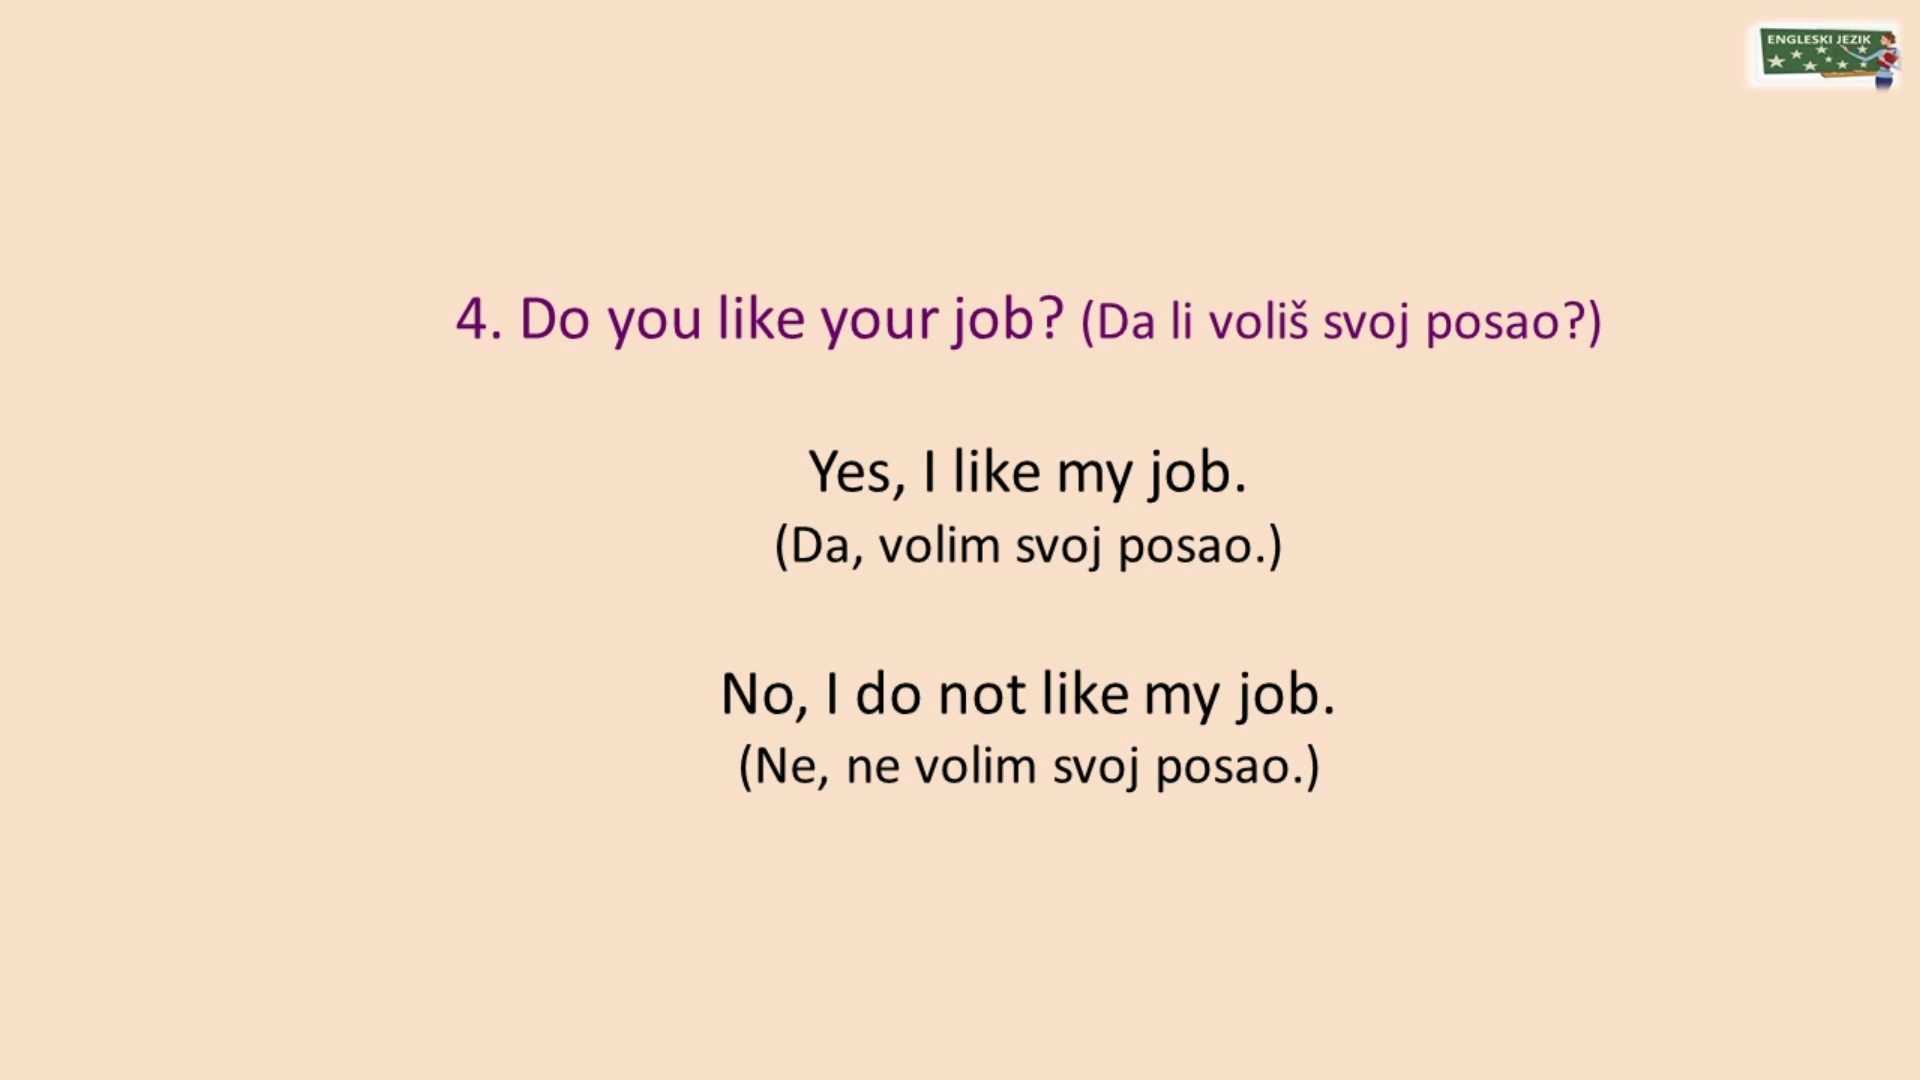 ENGLESKI JEZIK
4. Do you like your job? (Da li voliš svoj posao?)
Yes, I like my job.
(Da, volim svoj posao.)
No, I do not like my job.
(Ne, ne volim svoj posao.)